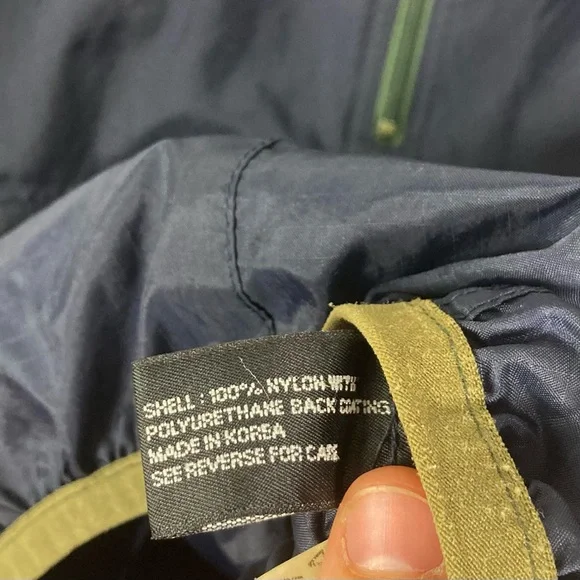 SHELL : 100% NYLON WITH
POLYURETHANE BACK COATING
MADE IN KOREA
SEE REVERSE FOR CARE